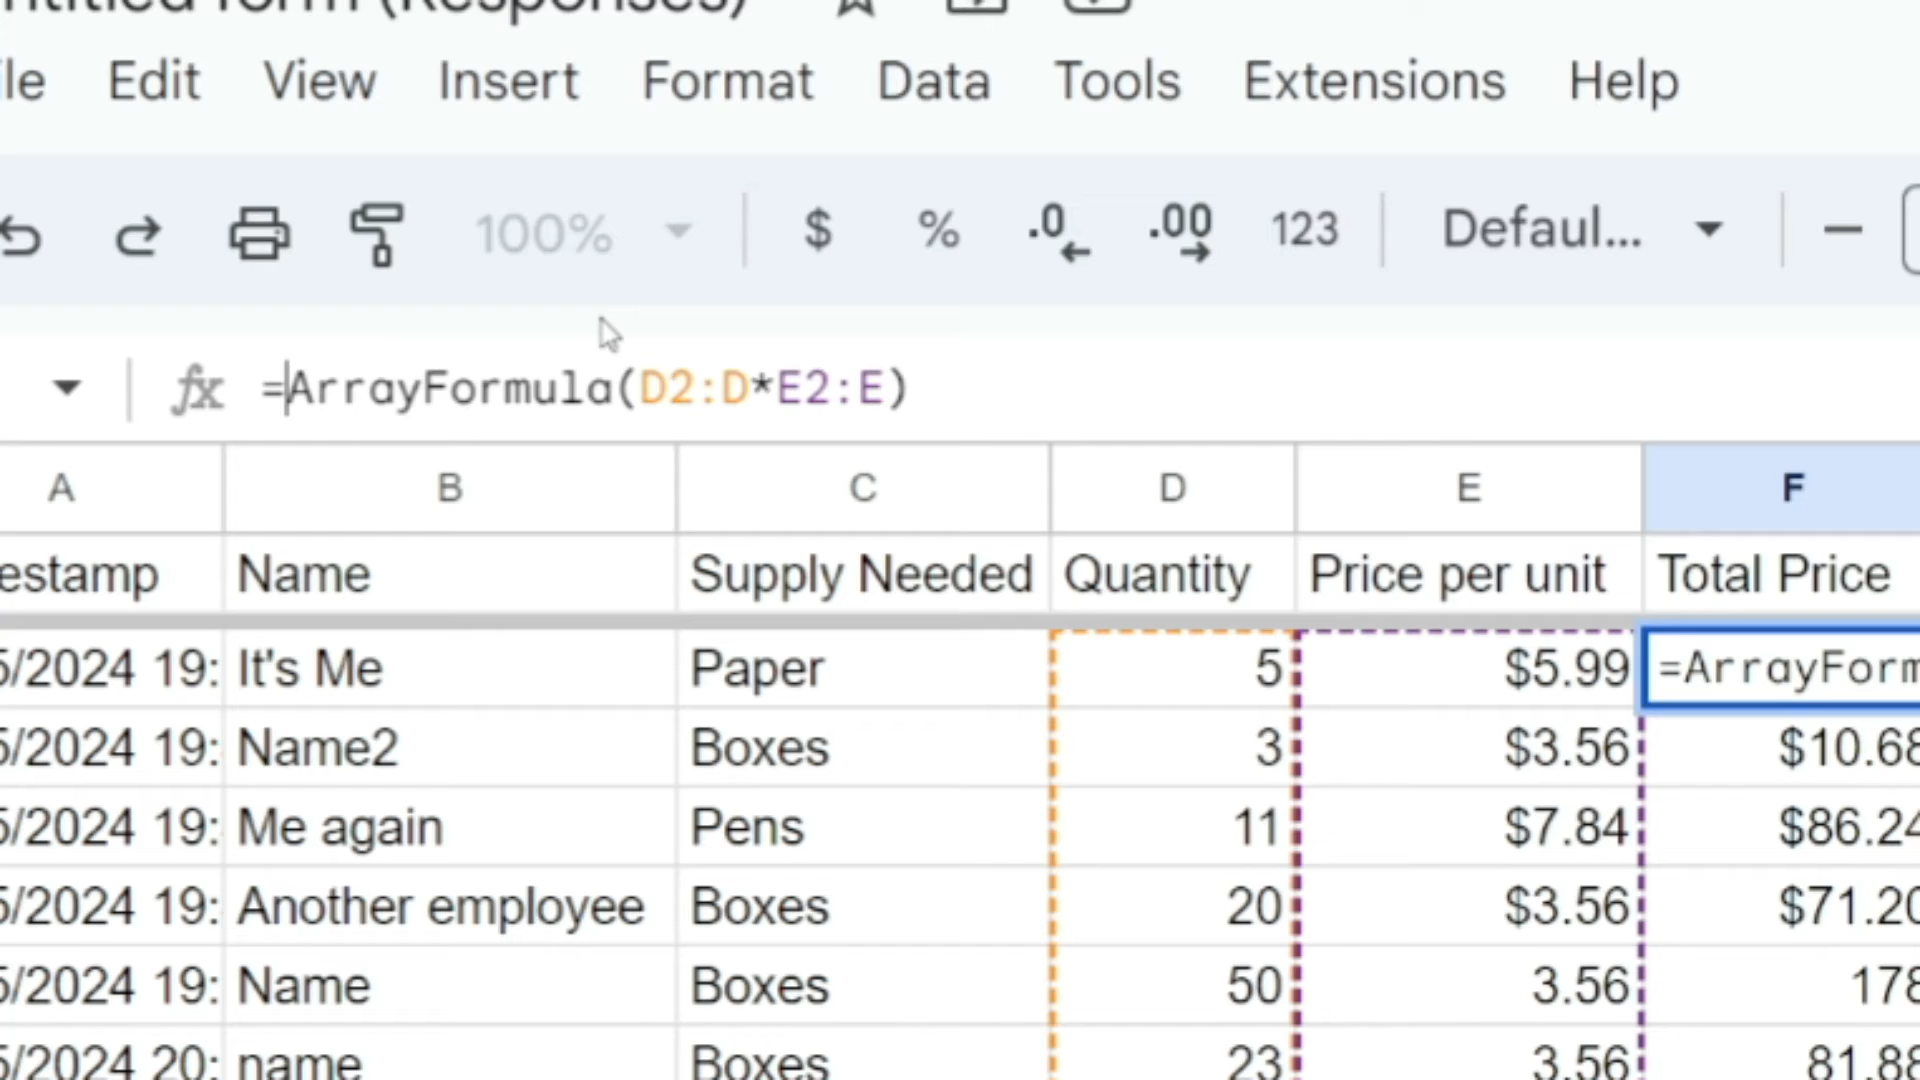 ntitled form (Responses)
ile Edit View Insert Format Data Tools Extensions Help
100% $ % .0 .00 123 Defaul...
fx =ArrayFormula(D2:D*E2:E)
A B C D E F
estamp Name Supply Needed Quantity Price per unit Total Price
5/2024 19: It's Me Paper 5 $5.99 =ArrayForm
5/2024 19: Name2 Boxes 3 $3.56 $10.68
5/2024 19: Me again Pens 11 $7.84 $86.24
5/2024 19: Another employee Boxes 20 $3.56 $71.20
5/2024 19: Name Boxes 50 3.56 178
5/2024 20: name Boxes 23 3.56 81.88